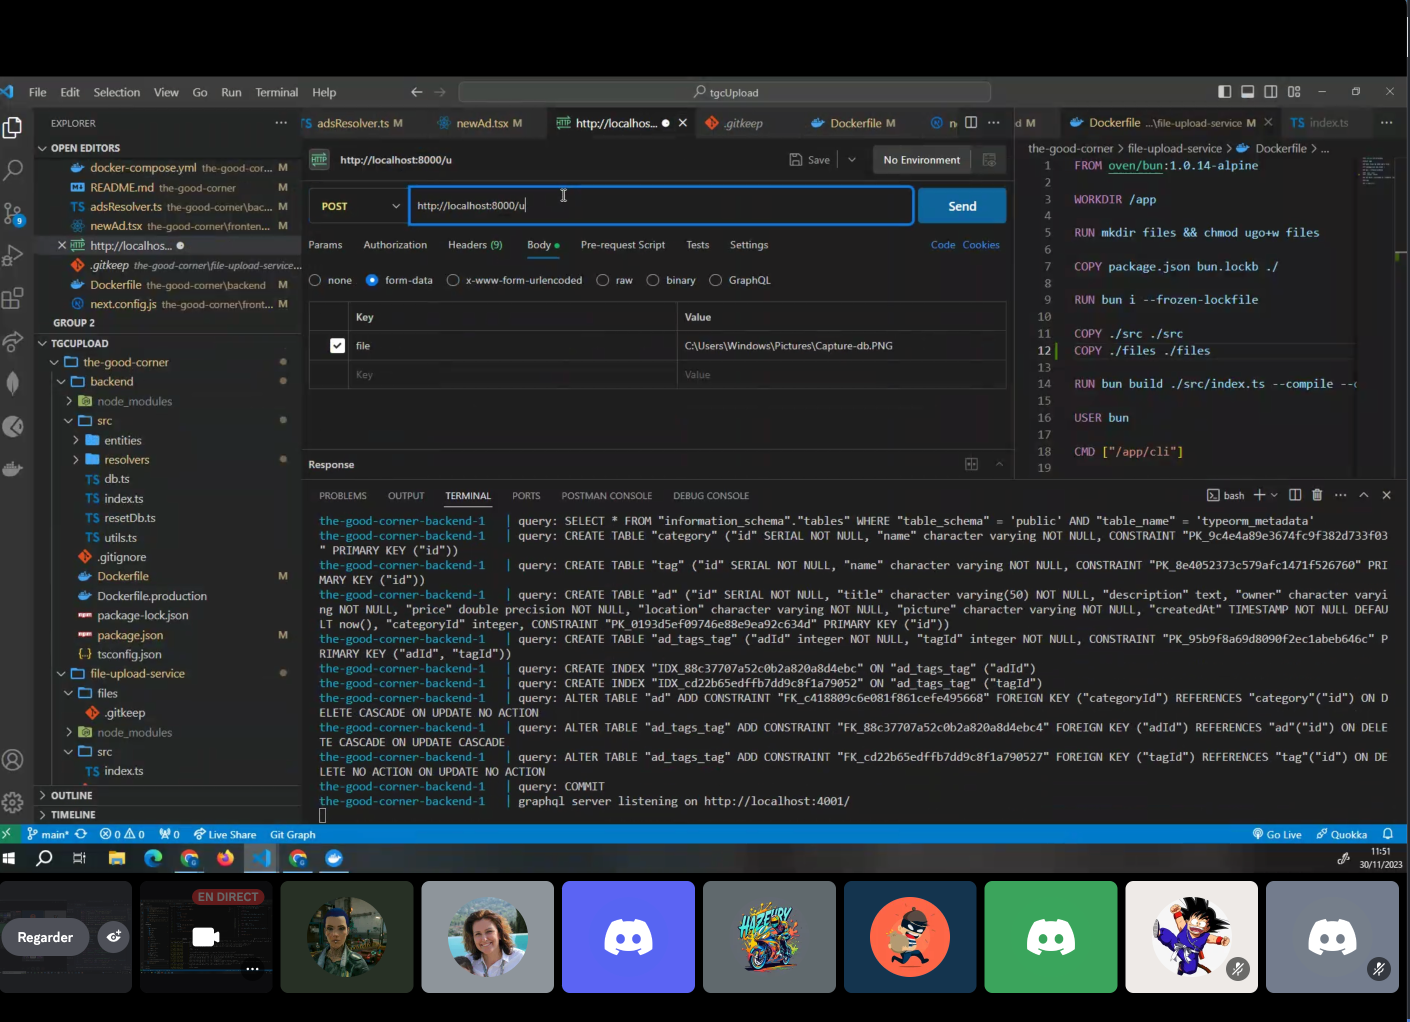 File Edit Selection View Go Run Terminal Help
tgcUpload
EXPLORER
OPEN EDITORS
docker-compose.yml the-good-cor... M
README.md the-good-corner M
adsResolver.ts the-good-corner\bac... M
newAd.tsx the-good-corner\fronten... M
http://localhos...
.gitkeep the-good-corner\file-upload-service...
Dockerfile the-good-corner\backend M
next.config.js the-good-corner\front... M
GROUP 2
TGCUPLOAD
the-good-corner
backend
node_modules
src
entities
resolvers
TS db.ts
TS index.ts
TS resetDb.ts
TS utils.ts
.gitignore
Dockerfile M
Dockerfile.production
package-lock.json
package.json M
tsconfig.json
file-upload-service
files
.gitkeep
node_modules
src
TS index.ts
OUTLINE
TIMELINE
adsResolver.ts M newAd.tsx M http://localhos... .gitkeep Dockerfile M
http://localhost:8000/u
Save
No Environment
POST
http://localhost:8000/u
Send
Params Authorization Headers (9) Body Pre-request Script Tests Settings Code Cookies
none form-data x-www-form-urlencoded raw binary GraphQL
Key Value
file C:\Users\Windows\Pictures\Capture-db.PNG
Key Value
Response
d M Dockerfile ...\file-upload-service M TS index.ts
the-good-corner > file-upload-service > Dockerfile > ...
1 FROM oven/bun:1.0.14-alpine
2
3 WORKDIR /app
4
5 RUN mkdir files && chmod ugo+w files
6
7 COPY package.json bun.lockb ./
8
9 RUN bun i --frozen-lockfile
10
11 COPY ./src ./src
12 COPY ./files ./files
13
14 RUN bun build ./src/index.ts --compile --
15
16 USER bun
17
18 CMD ["/app/cli"]
19
PROBLEMS OUTPUT TERMINAL PORTS POSTMAN CONSOLE DEBUG CONSOLE
bash
the-good-corner-backend-1 | query: SELECT * FROM "information_schema"."tables" WHERE "table_schema" = 'public' AND "table_name" = 'typeorm_metadata'
the-good-corner-backend-1 | query: CREATE TABLE "category" ("id" SERIAL NOT NULL, "name" character varying NOT NULL, CONSTRAINT "PK_9c4e4a89e3674fc9f382d733f03
" PRIMARY KEY ("id"))
the-good-corner-backend-1 | query: CREATE TABLE "tag" ("id" SERIAL NOT NULL, "name" character varying NOT NULL, CONSTRAINT "PK_8e4052373c579afc1471f526760" PRI
MARY KEY ("id"))
the-good-corner-backend-1 | query: CREATE TABLE "ad" ("id" SERIAL NOT NULL, "title" character varying(50) NOT NULL, "description" text, "owner" character varyi
ng NOT NULL, "price" double precision NOT NULL, "location" character varying NOT NULL, "picture" character varying NOT NULL, "createdAt" TIMESTAMP NOT NULL DEFAU
LT now(), "categoryId" integer, CONSTRAINT "PK_0193d5ef09746e88e9ea92c634d" PRIMARY KEY ("id"))
the-good-corner-backend-1 | query: CREATE TABLE "ad_tags_tag" ("adId" integer NOT NULL, "tagId" integer NOT NULL, CONSTRAINT "PK_95b9f8a69d8090f2ec1abeb646c" P
RIMARY KEY ("adId", "tagId"))
the-good-corner-backend-1 | query: CREATE INDEX "IDX_88c37707a52c0b2a820a8d4ebc" ON "ad_tags_tag" ("adId")
the-good-corner-backend-1 | query: CREATE INDEX "IDX_cd22b65edffb7dd9c8f1a79052" ON "ad_tags_tag" ("tagId")
the-good-corner-backend-1 | query: ALTER TABLE "ad" ADD CONSTRAINT "FK_c418809c6e081f861cefe495668" FOREIGN KEY ("categoryId") REFERENCES "category"("id") ON D
ELETE CASCADE ON UPDATE NO ACTION
the-good-corner-backend-1 | query: ALTER TABLE "ad_tags_tag" ADD CONSTRAINT "FK_88c37707a52c0b2a820a8d4ebc4" FOREIGN KEY ("adId") REFERENCES "ad"("id") ON DELE
TE CASCADE ON UPDATE CASCADE
the-good-corner-backend-1 | query: ALTER TABLE "ad_tags_tag" ADD CONSTRAINT "FK_cd22b65edffb7dd9c8f1a790527" FOREIGN KEY ("tagId") REFERENCES "tag"("id") ON DE
LETE NO ACTION ON UPDATE NO ACTION
the-good-corner-backend-1 | query: COMMIT
the-good-corner-backend-1 | graphql server listening on http://localhost:4001/
main* 0 0 0 Live Share Git Graph Go Live Quokka
11:51
30/11/2023
Regarder
EN DIRECT
HAZEURY